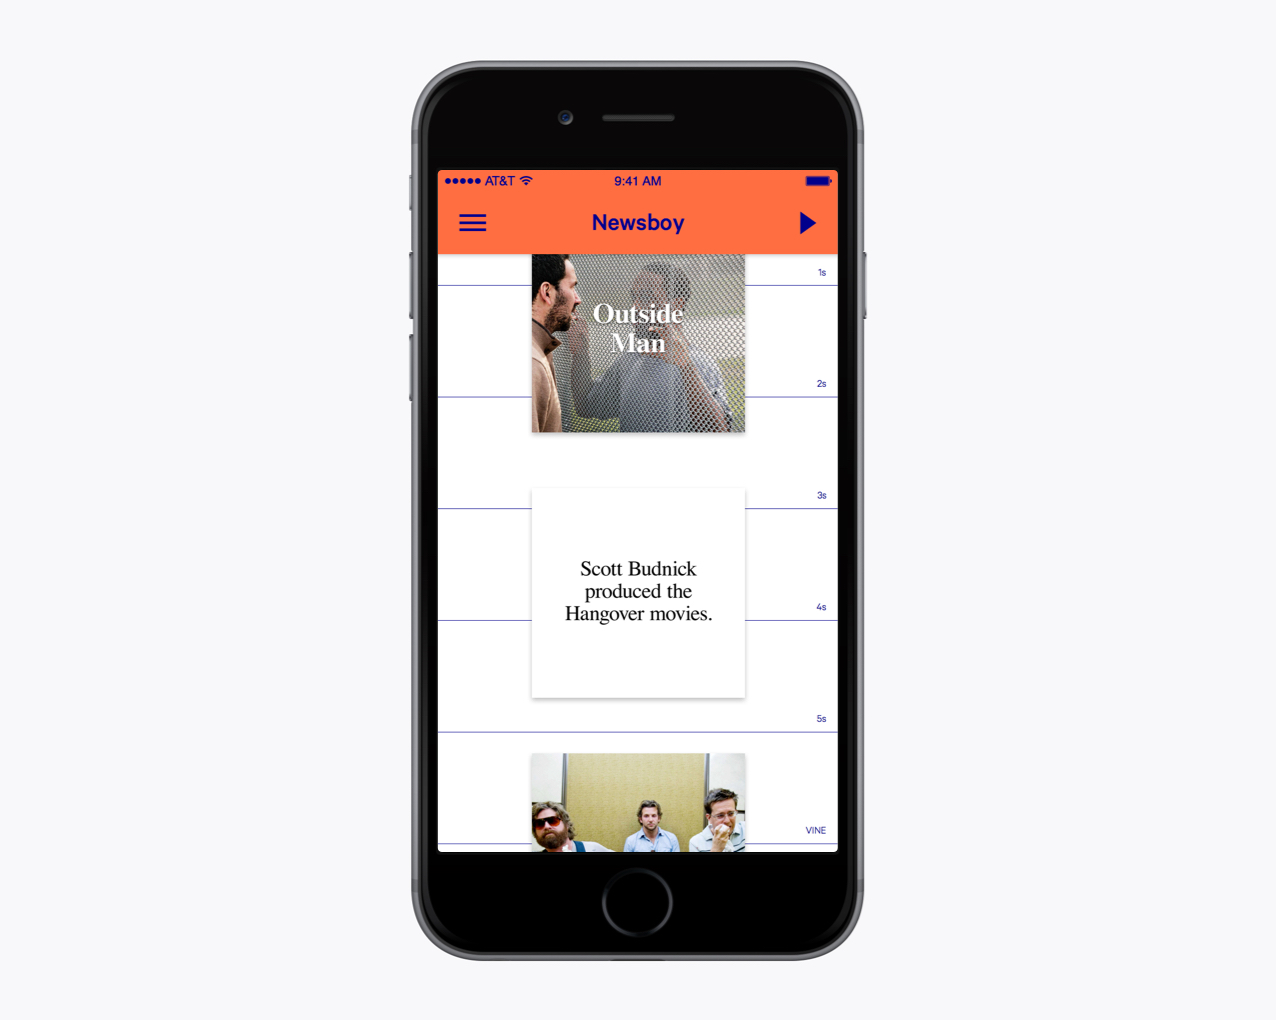 AT&T
9:41 AM
Newsboy
1s
Outside
Man
2s
3s
Scott Budnick
produced the
Hangover movies.
4s
5s
VINE